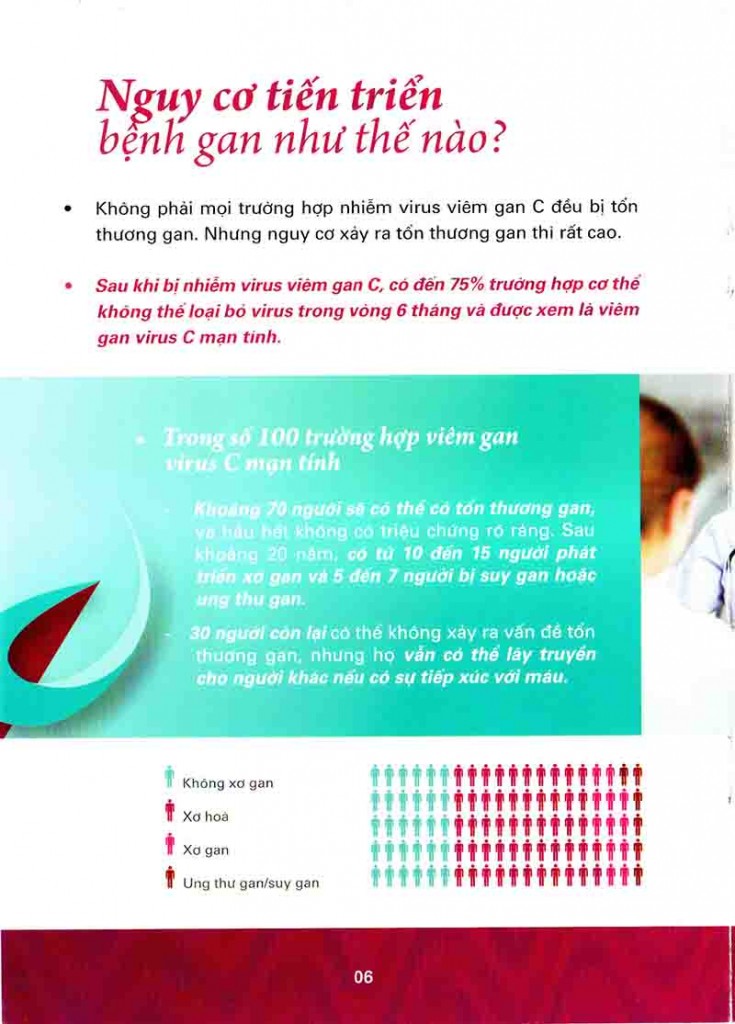 Nguy cơ tiến triển
bệnh gan như thế nào?
• Không phải mọi trường hợp nhiễm virus viêm gan C đều bị tổn
thương gan. Nhưng nguy cơ xảy ra tổn thương gan thì rất cao.
• Sau khi bị nhiễm virus viêm gan C, có đến 75% trường hợp cơ thể
không thể loại bỏ virus trong vòng 6 tháng và được xem là viêm
gan virus C mạn tính.
• Trong số 100 trường hợp viêm gan
virus C mạn tính
- Khoảng 70 người sẽ có thể có tổn thương gan,
và hầu hết không có triệu chứng rõ ràng. Sau
khoảng 20 năm, có từ 10 đến 15 người phát
triển xơ gan và 5 đến 7 người bị suy gan hoặc
ung thư gan.
- 30 người còn lại có thể không xảy ra vấn đề tổn
thương gan, nhưng họ vẫn có thể lây truyền
cho người khác nếu có sự tiếp xúc với máu.
Không xơ gan
Xơ hoá
Xơ gan
Ung thư gan/suy gan
06